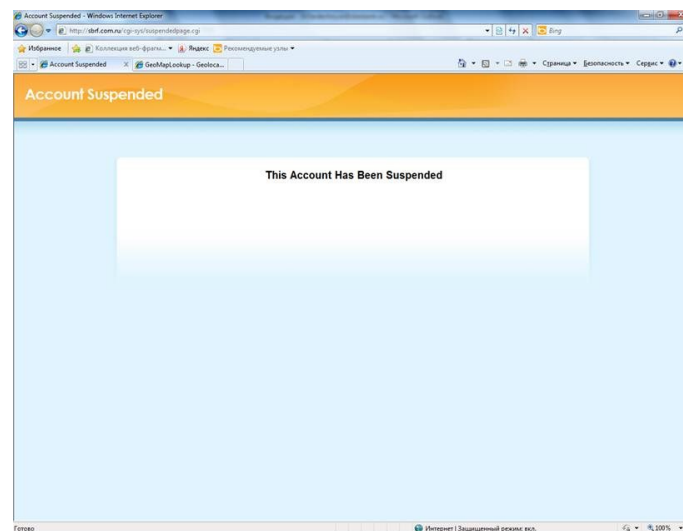 Account Suspended - Windows Internet Explorer
http://sbrf.com.ru/cgi-sys/suspendedpage.cgi
Bing
Избранное
Коллекция веб-фрагм...
Яндекс
Рекомендуемые узлы
Account Suspended
GeoMapLookup - Geoloca...
Страница
Безопасность
Сервис
Account Suspended
This Account Has Been Suspended
Готово
Интернет | Защищенный режим: вкл.
100%